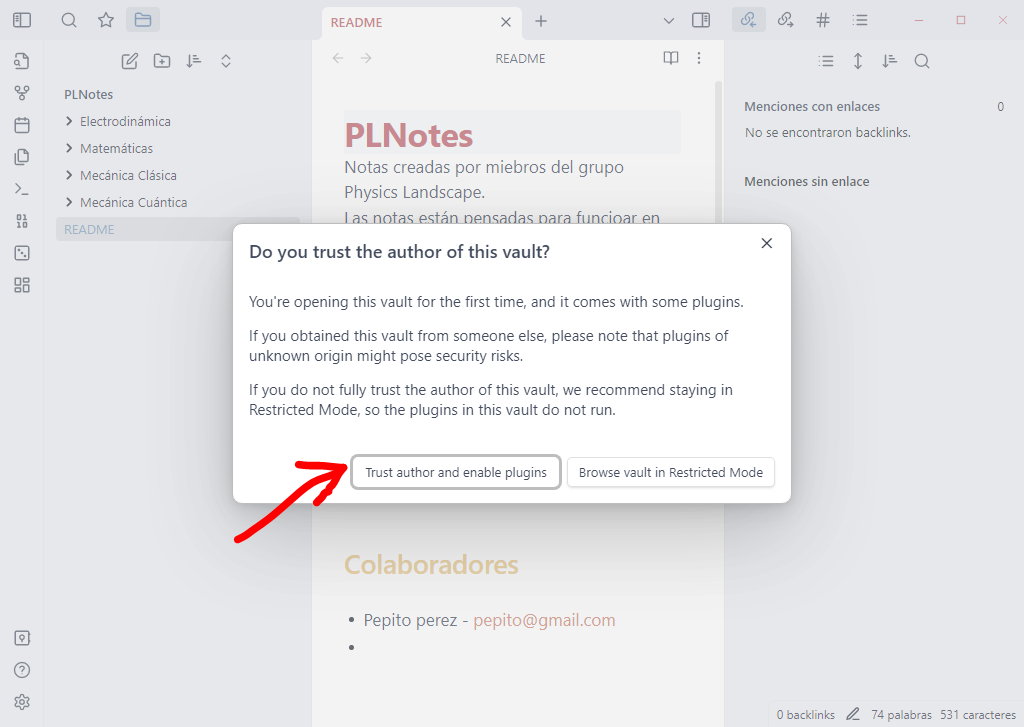 README
PLNotes
Electrodinámica
Matemáticas
Mecánica Clásica
Mecánica Cuántica
README
README
PLNotes
Notas creadas por miebros del grupo
Physics Landscape.
Las notas están pensadas para funcioar en
Menciones con enlaces 0
No se encontraron backlinks.
Menciones sin enlace
Do you trust the author of this vault?
You're opening this vault for the first time, and it comes with some plugins.
If you obtained this vault from someone else, please note that plugins of
unknown origin might pose security risks.
If you do not fully trust the author of this vault, we recommend staying in
Restricted Mode, so the plugins in this vault do not run.
Trust author and enable plugins
Browse vault in Restricted Mode
Colaboradores
• Pepito perez - pepito@gmail.com
•
0 backlinks 74 palabras 531 caracteres